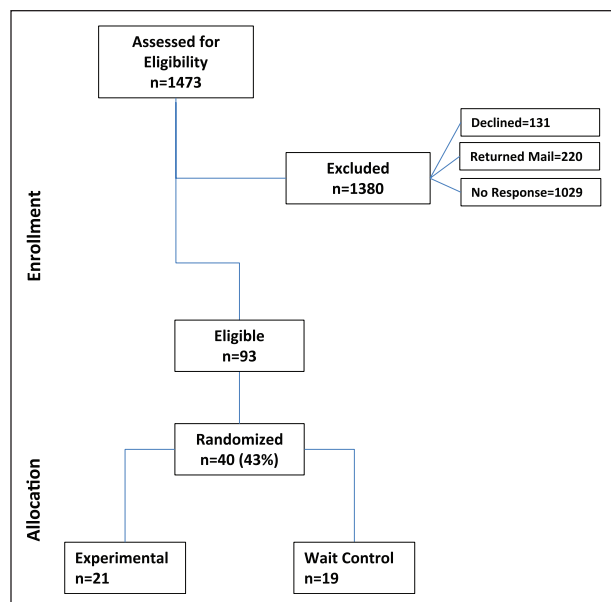 Assessed for
Eligibility
n=1473
Declined=131
Returned Mail=220
No Response=1029
Excluded
n=1380
Enrollment
Eligible
n=93
Randomized
n=40 (43%)
Allocation
Experimental
n=21
Wait Control
n=19